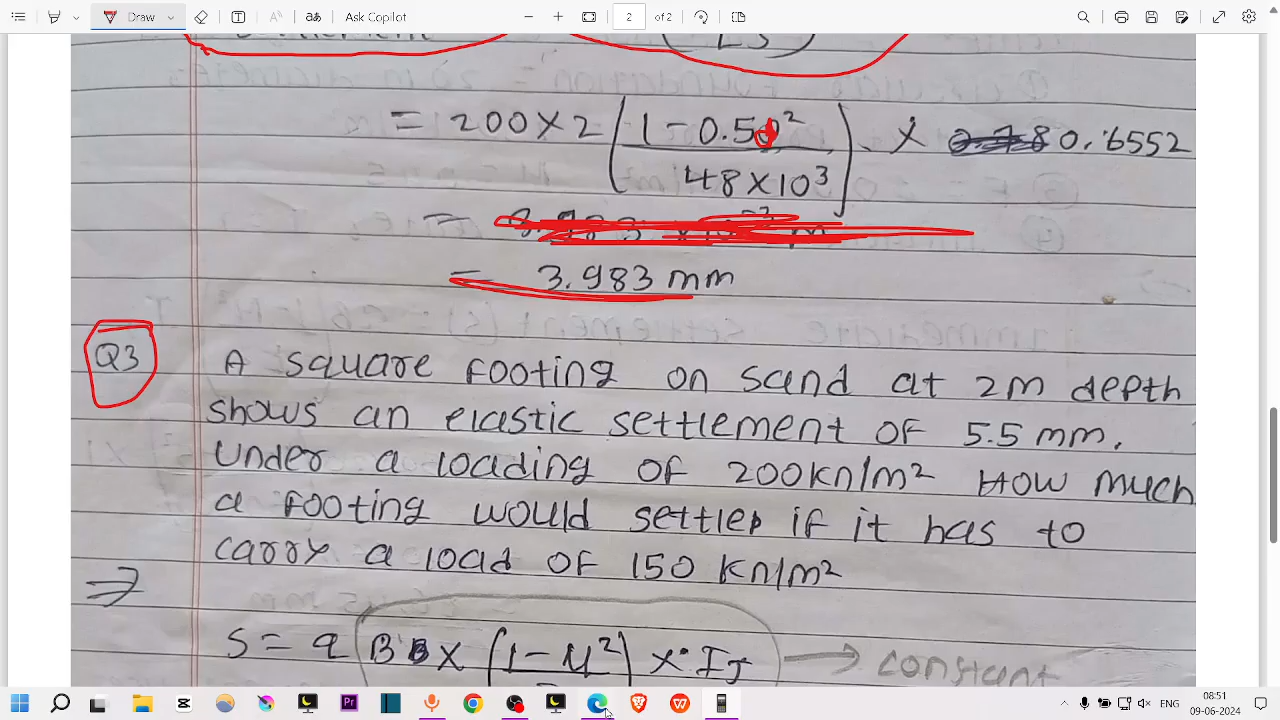 Draw
Ask Copilot
2
of 2
= 200 X 2 (1 - 0.50² / 48 X 10³) X 0.6552
= 3.983 mm
Q3
A square footing on sand at 2m depth
shows an elastic settlement of 5.5 mm.
Under a loading of 200 kn/m² How much
a footing would settle if it has to
carry a load of 150 Kn/m²
⇒
S = q B X (1 - μ²) X If → constant
ENG
08:51
09-06-2024